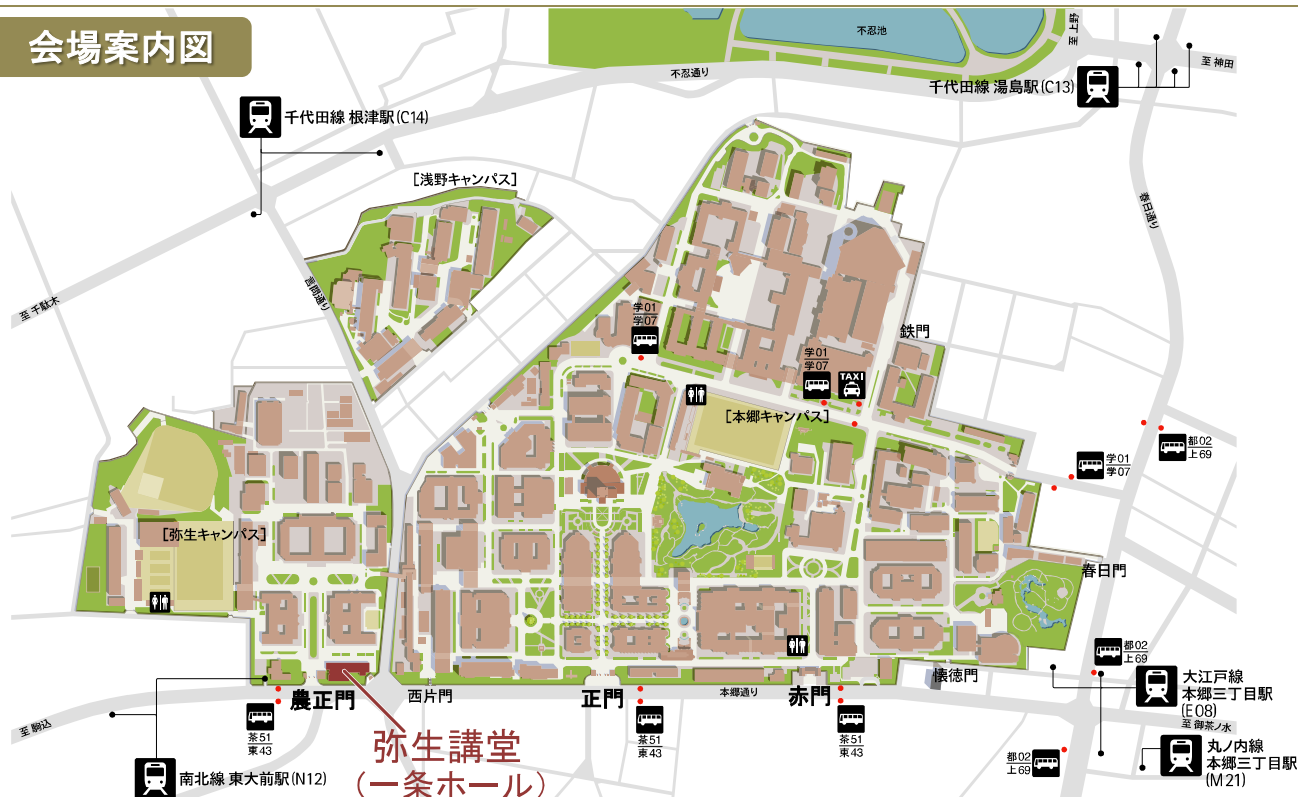 会場案内図
不忍池
至 上野
至 神田
不忍通り
千代田線 湯島駅(C13)
千代田線 根津駅(C14)
[浅野キャンパス]
春日通り
言問通り
至 千駄木
学01
学07
鉄門
学01
学07
TAXI
[本郷キャンパス]
都02
上69
学01
学07
[弥生キャンパス]
春日門
都02
上69
大江戸線
本郷三丁目駅
(E08)
懐徳門
農正門
西片門
正門
本郷通り
赤門
至 御茶ノ水
至 駒込
茶51
東43
茶51
東43
茶51
東43
弥生講堂
(一条ホール)
都02
上69
丸ノ内線
本郷三丁目駅
(M21)
南北線 東大前駅(N12)